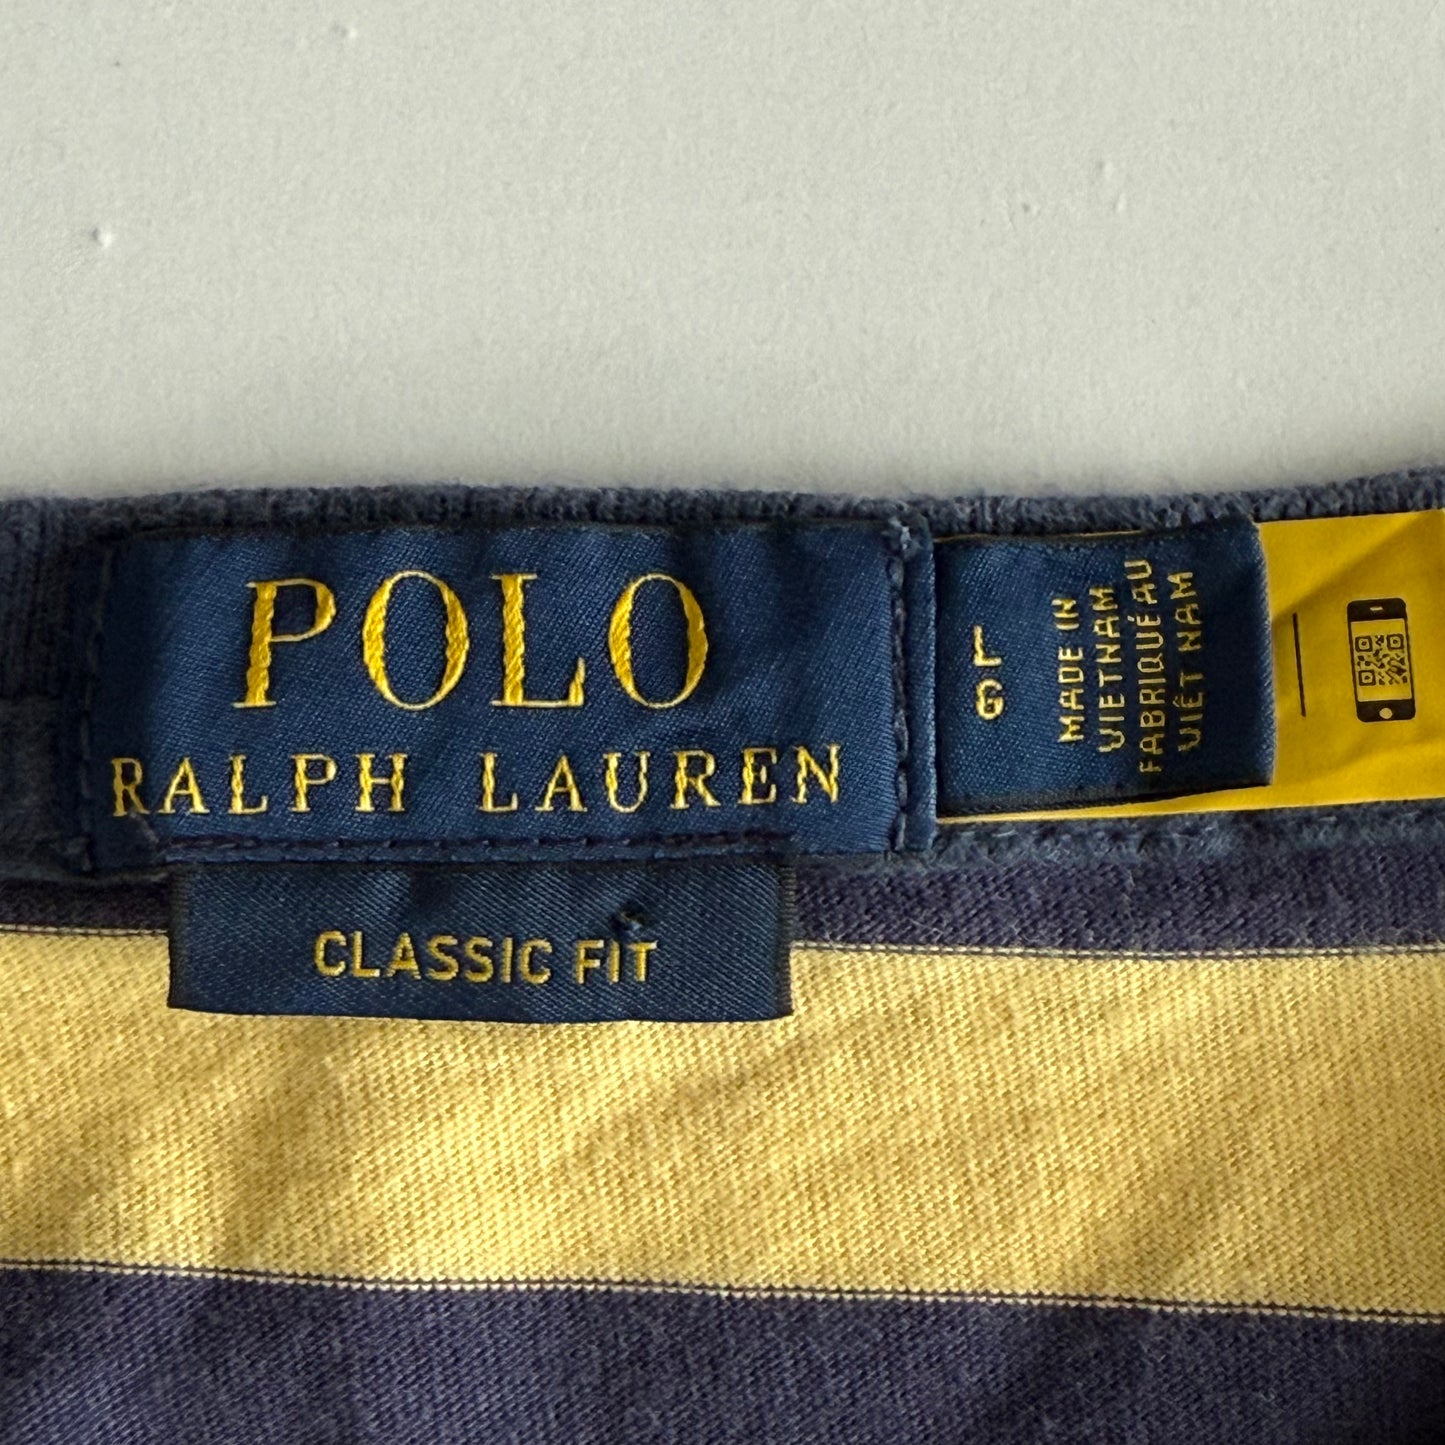 POLO
RALPH LAUREN
CLASSIC FIT
L
G
MADE IN
VIETNAM
FABRIQUÉ AU
VIÊT NAM